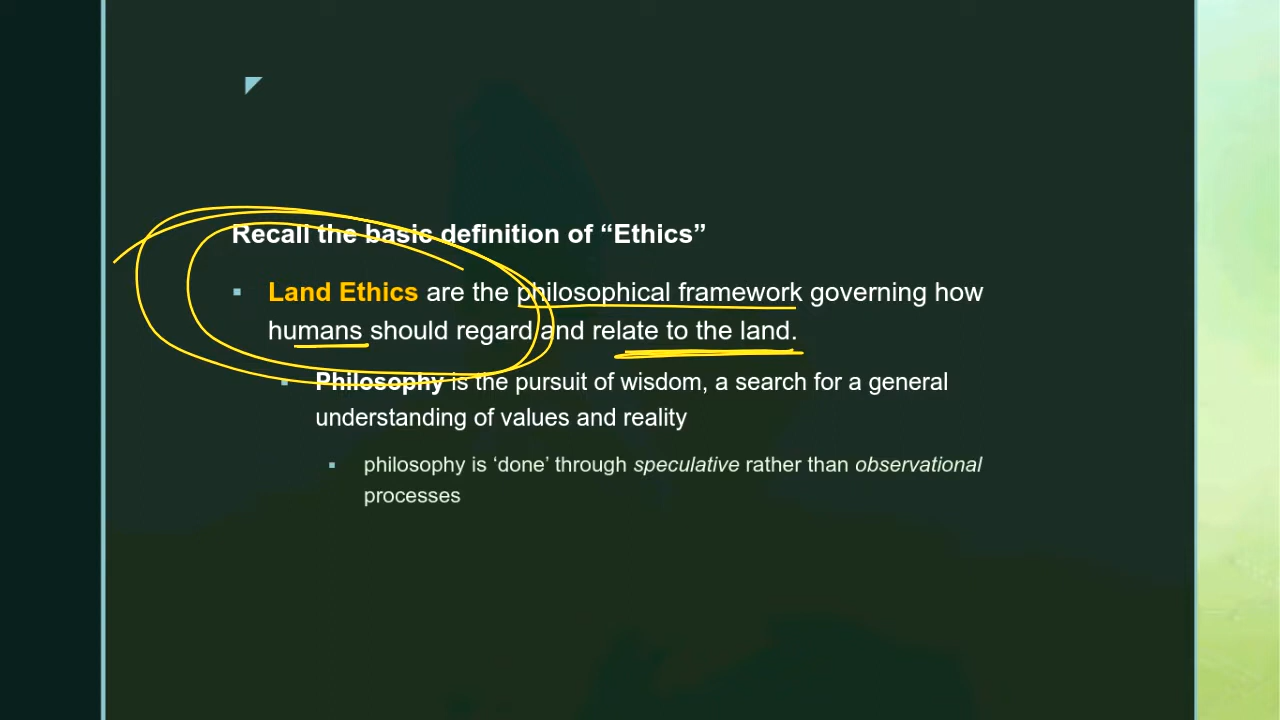 Recall the basic definition of “Ethics”
▪ Land Ethics are the philosophical framework governing how
humans should regard and relate to the land.
▪ Philosophy is the pursuit of wisdom, a search for a general
understanding of values and reality
▪ philosophy is ‘done’ through speculative rather than observational
processes